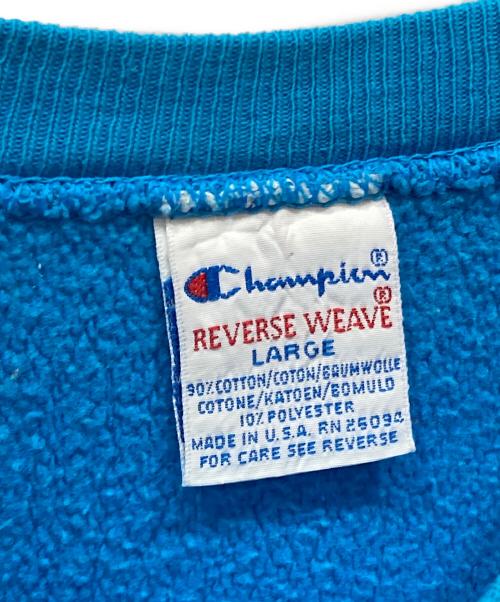 Champion®
REVERSE WEAVE®
LARGE
90% COTTON/COTON/BAUMWOLLE
COTONE/KATOEN/BOMULD
10% POLYESTER
MADE IN U.S.A. RN 26094
FOR CARE SEE REVERSE